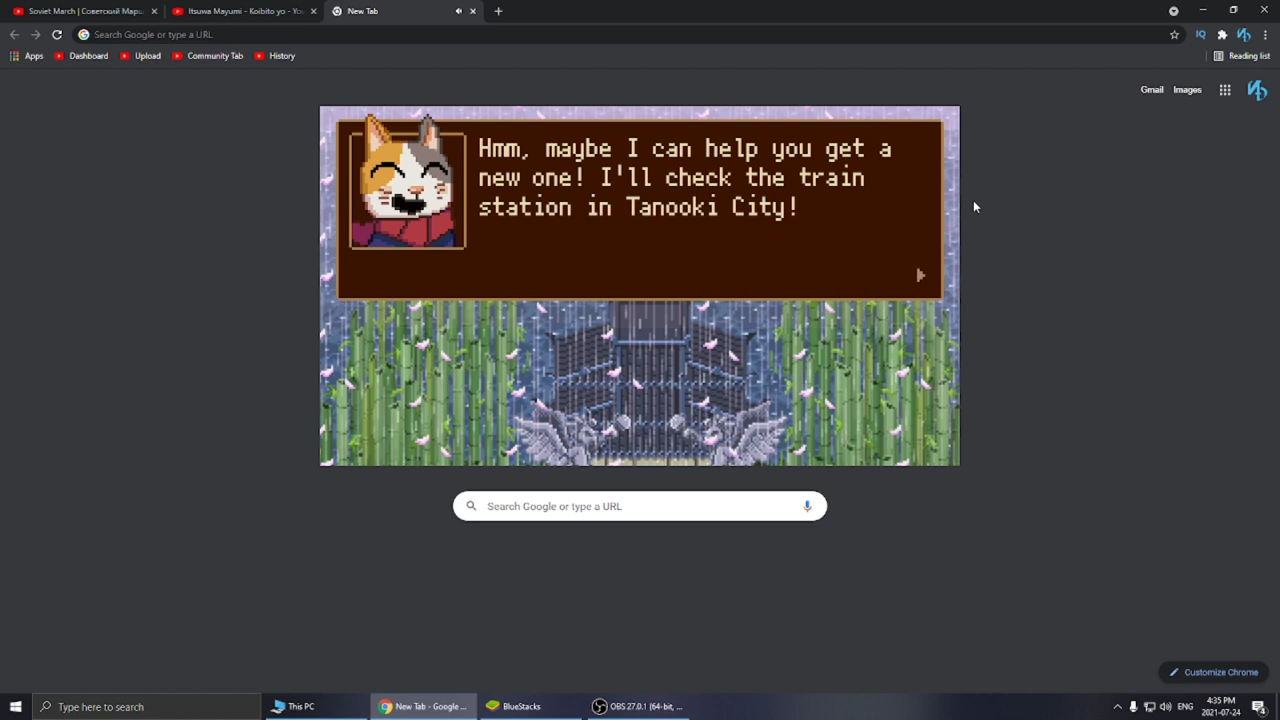 Soviet March | Советский Марш
Itsuwa Mayumi - Koibito yo - You
New Tab
Search Google or type a URL
Apps
Dashboard
Upload
Community Tab
History
Reading list
Gmail
Images
Hmm, maybe I can help you get a
new one! I'll check the train
station in Tanooki City!
Search Google or type a URL
Customize Chrome
Type here to search
This PC
New Tab - Google ...
BlueStacks
OBS 27.0.1 (64-bit, ...
ENG
4:35 PM
2021-07-24